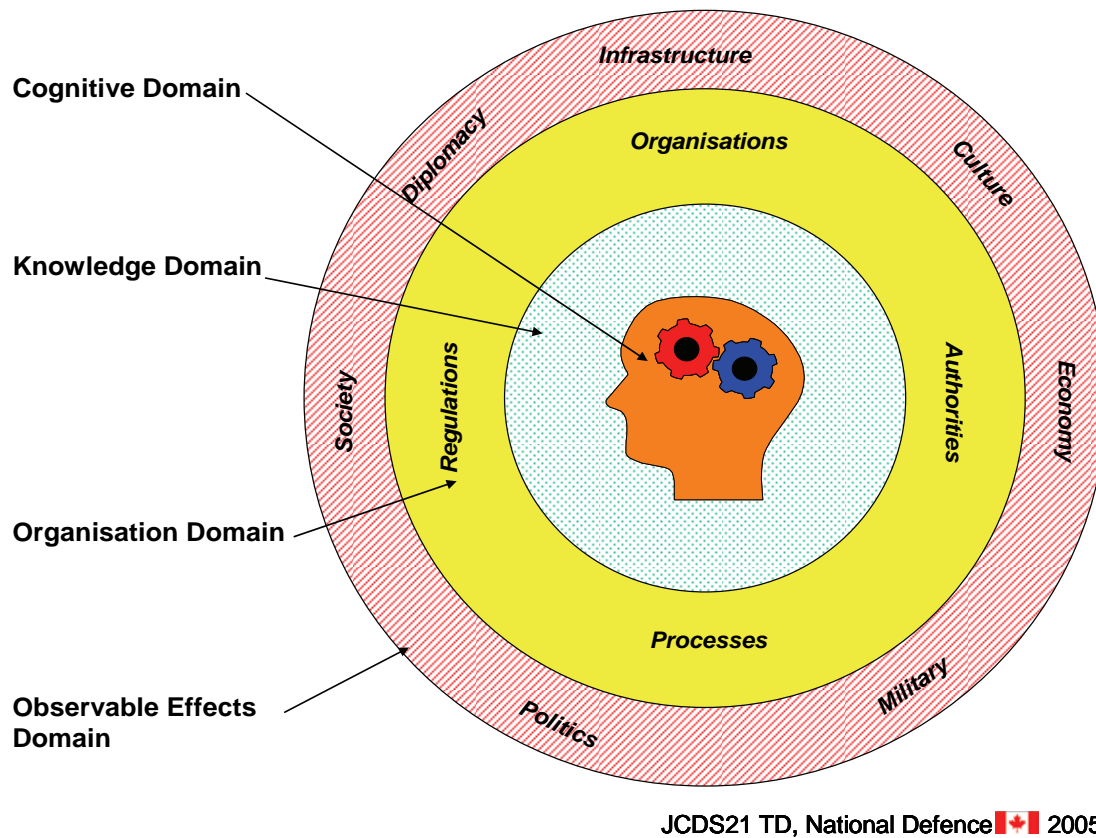 Infrastructure
Cognitive Domain
Diplomacy
Organisations
Culture
Knowledge Domain
Society
Regulations
Authorities
Economy
Organisation Domain
Processes
Military
Observable Effects
Domain
Politics
JCDS21 TD, National Defence 2005